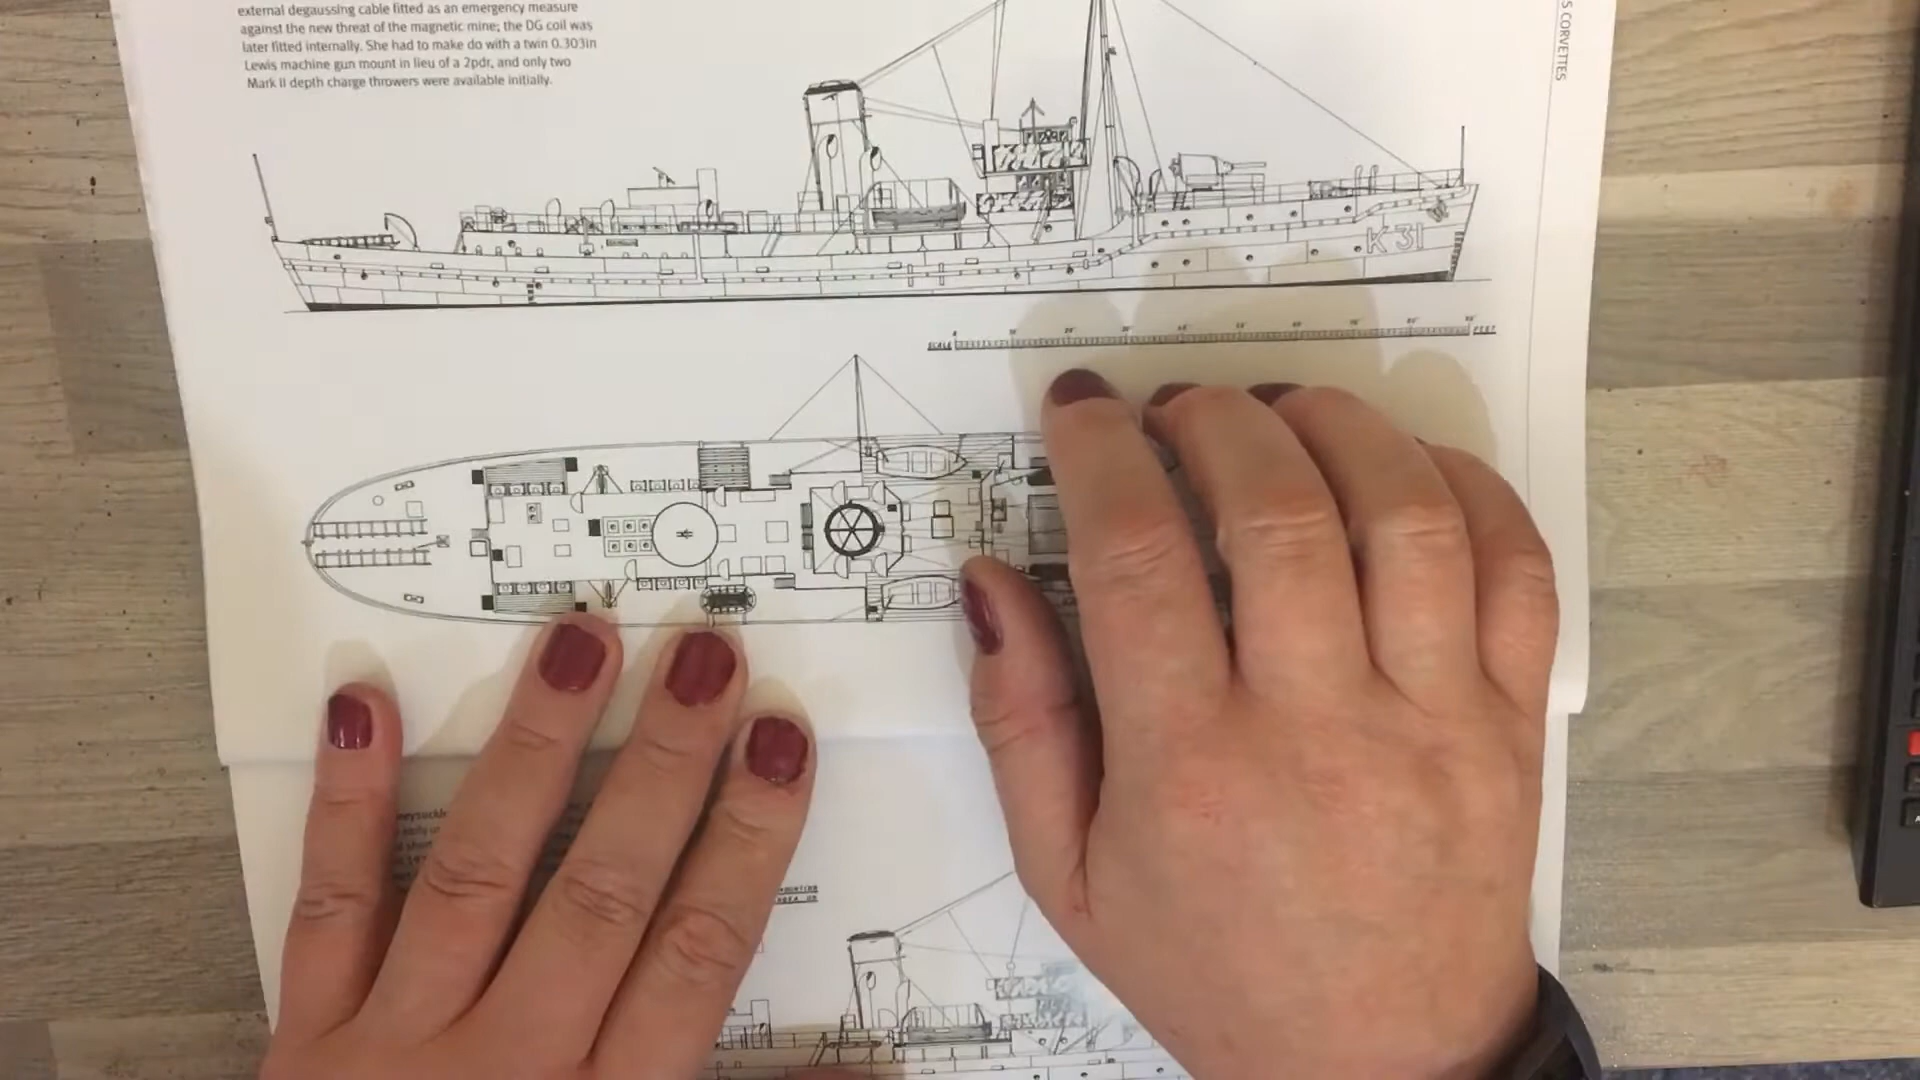 external degaussing cable fitted as an emergency measure
against the new threat of the magnetic mine; the DG coil was
later fitted internally. She had to make do with a twin 0.303in
Lewis machine gun mount in lieu of a 2pdr, and only two
Mark II depth charge throwers were available initially.
S CORVETTES
K 31
SCALE
FEET